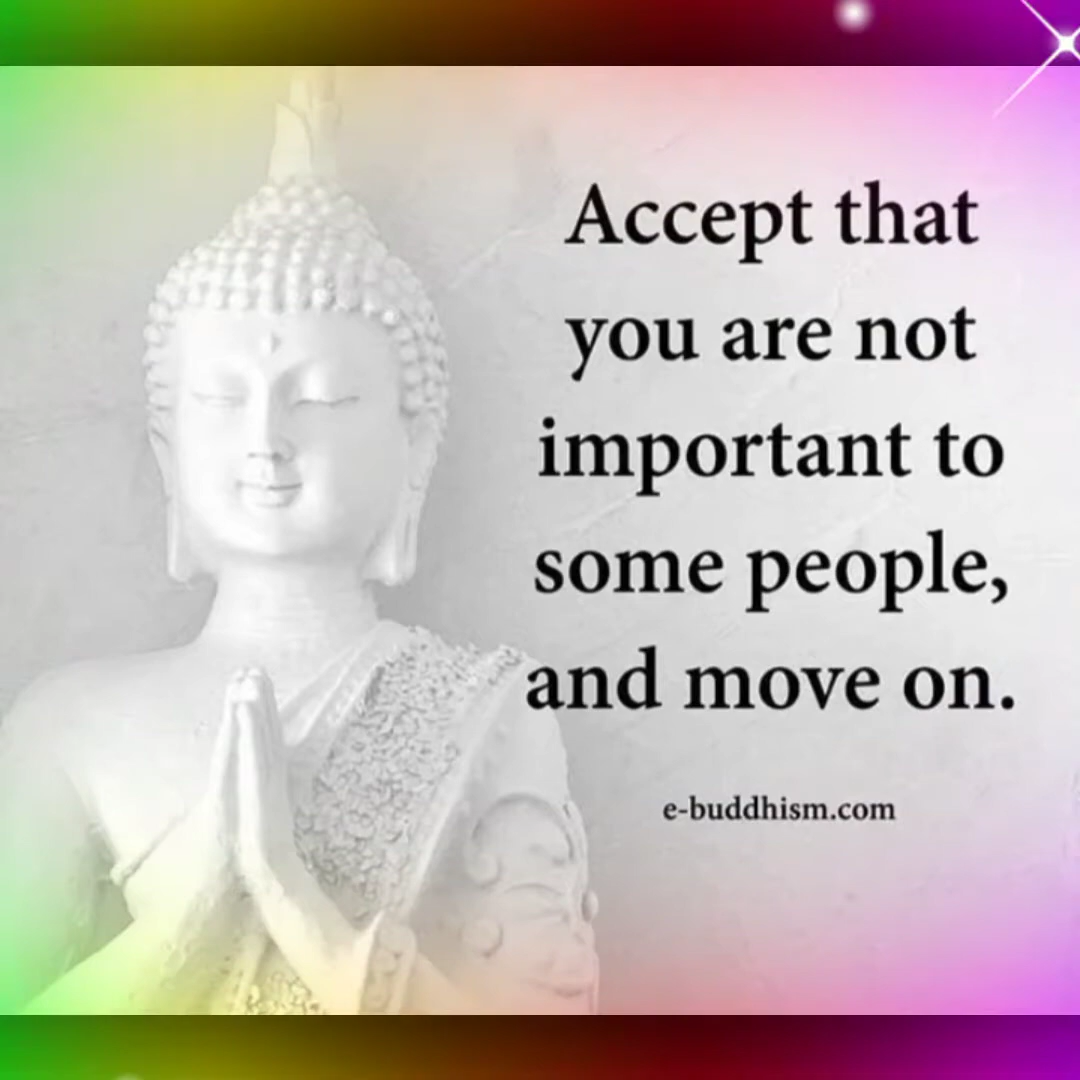 Accept that
you are not
important to
some people,
and move on.
e-buddhism.com